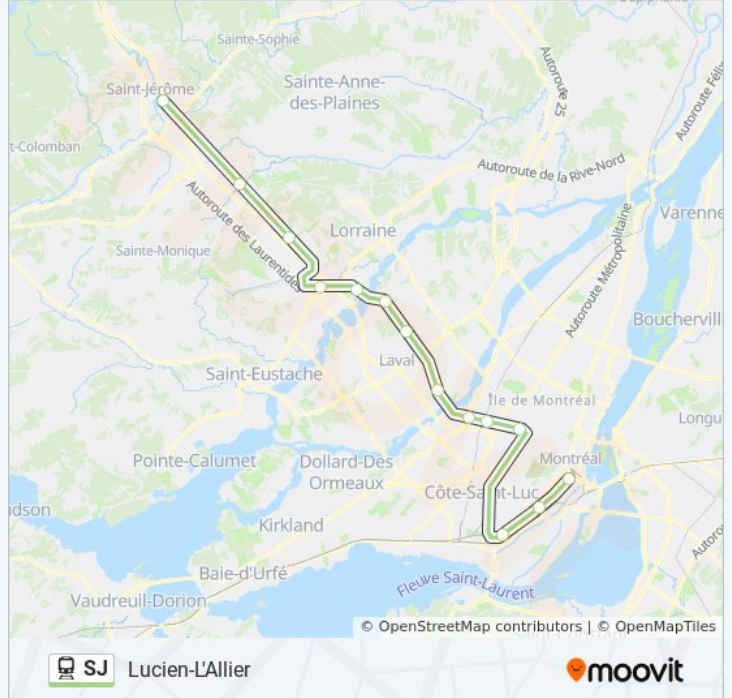 Sainte-Sophie
Saint-Jérôme
Sainte-Anne-
des-Plaines
Autoroute 25
Autoroute Féli
t-Colomban
Autoroute de la Rive-Nord
Autoroute des Laurentides
Lorraine
Varenne
Sainte-Monique
Autoroute Métropolitaine
Bouchervill
Laval
Saint-Eustache
Île de Montréal
Longu
Pointe-Calumet
Dollard-Des
Ormeaux
Montréal
Côte-Saint-Luc
dson
Kirkland
Autoro
Baie-d'Urfé
Fleuve Saint-Laurent
Vaudreuil-Dorion
© OpenStreetMap contributors | © OpenMapTiles
SJ
Lucien-L'Allier
moovit